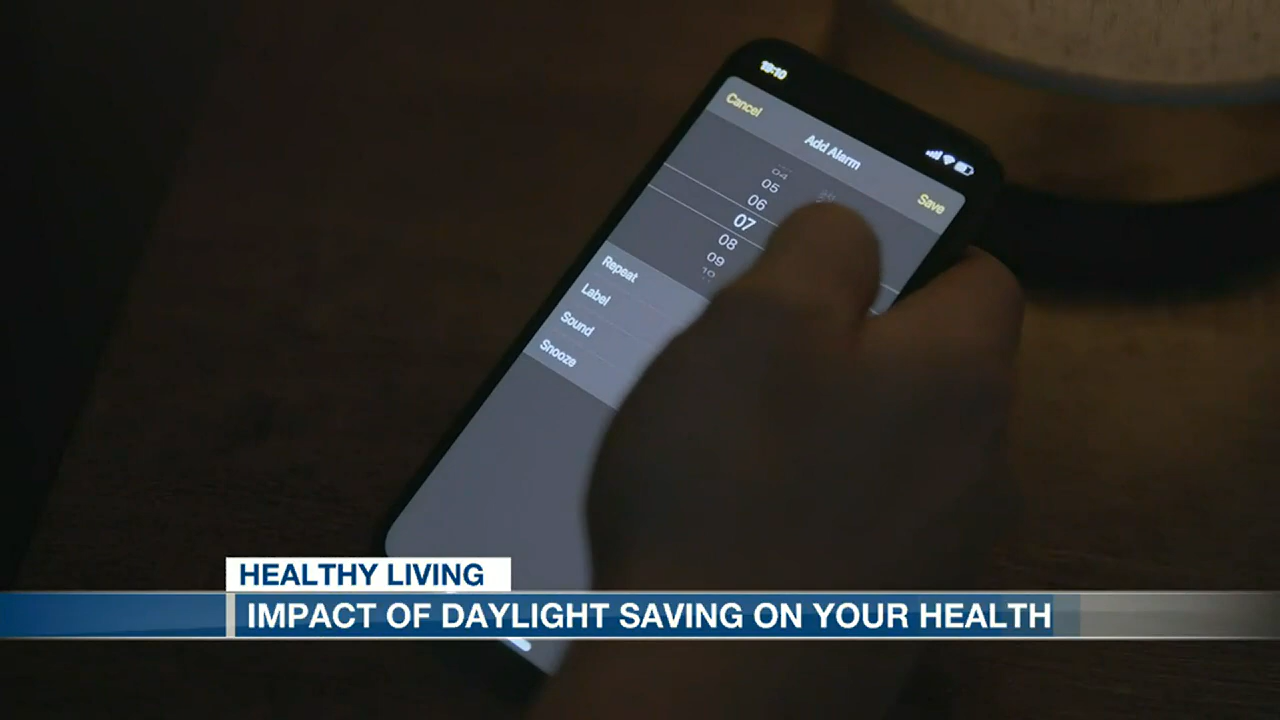 Cancel
Add Alarm
Save
04
05
06
07
08
09
10
Repeat
Label
Sound
Snooze
HEALTHY LIVING
IMPACT OF DAYLIGHT SAVING ON YOUR HEALTH